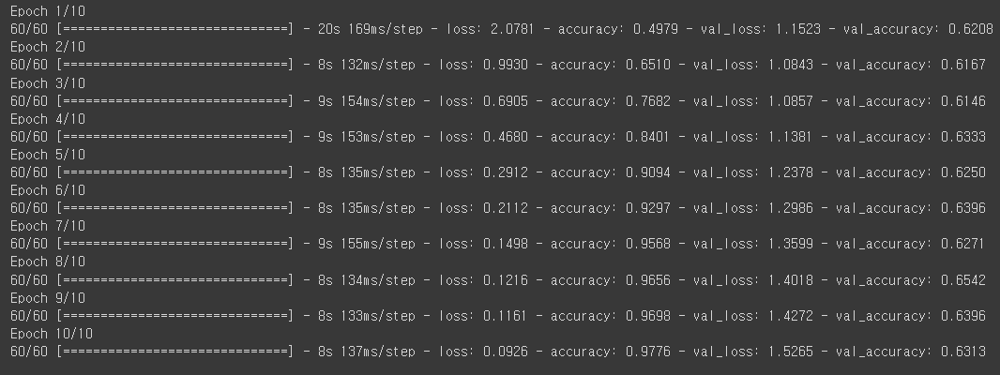 Epoch 1/10
60/60 [==============================] - 20s 169ms/step - loss: 2.0781 - accuracy: 0.4979 - val_loss: 1.1523 - val_accuracy: 0.6208
Epoch 2/10
60/60 [==============================] - 8s 132ms/step - loss: 0.9930 - accuracy: 0.6510 - val_loss: 1.0843 - val_accuracy: 0.6167
Epoch 3/10
60/60 [==============================] - 9s 154ms/step - loss: 0.6905 - accuracy: 0.7682 - val_loss: 1.0857 - val_accuracy: 0.6146
Epoch 4/10
60/60 [==============================] - 9s 153ms/step - loss: 0.4680 - accuracy: 0.8401 - val_loss: 1.1381 - val_accuracy: 0.6333
Epoch 5/10
60/60 [==============================] - 8s 135ms/step - loss: 0.2912 - accuracy: 0.9094 - val_loss: 1.2378 - val_accuracy: 0.6250
Epoch 6/10
60/60 [==============================] - 8s 135ms/step - loss: 0.2112 - accuracy: 0.9297 - val_loss: 1.2986 - val_accuracy: 0.6396
Epoch 7/10
60/60 [==============================] - 9s 155ms/step - loss: 0.1498 - accuracy: 0.9568 - val_loss: 1.3599 - val_accuracy: 0.6271
Epoch 8/10
60/60 [==============================] - 8s 134ms/step - loss: 0.1216 - accuracy: 0.9656 - val_loss: 1.4018 - val_accuracy: 0.6542
Epoch 9/10
60/60 [==============================] - 8s 133ms/step - loss: 0.1161 - accuracy: 0.9698 - val_loss: 1.4272 - val_accuracy: 0.6396
Epoch 10/10
60/60 [==============================] - 8s 137ms/step - loss: 0.0926 - accuracy: 0.9776 - val_loss: 1.5265 - val_accuracy: 0.6313